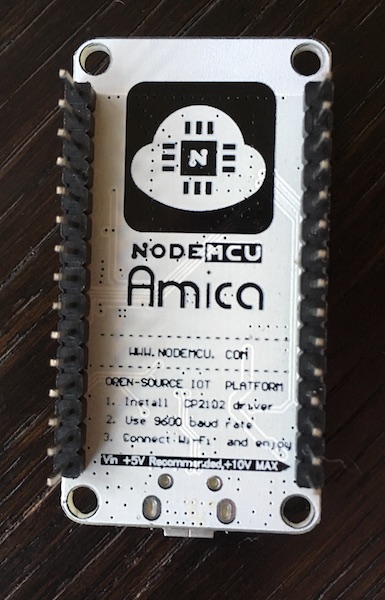 N
NODEMCU
Amica
WWW.NODEMCU. COM
OPEN-SOURCE IOT PLATFORM
1. Install CP2102 driver
2. Use 9600 baud rate
3. Connect Wi-Fi and enjoy
Vin +5V Recommended,+10V MAX